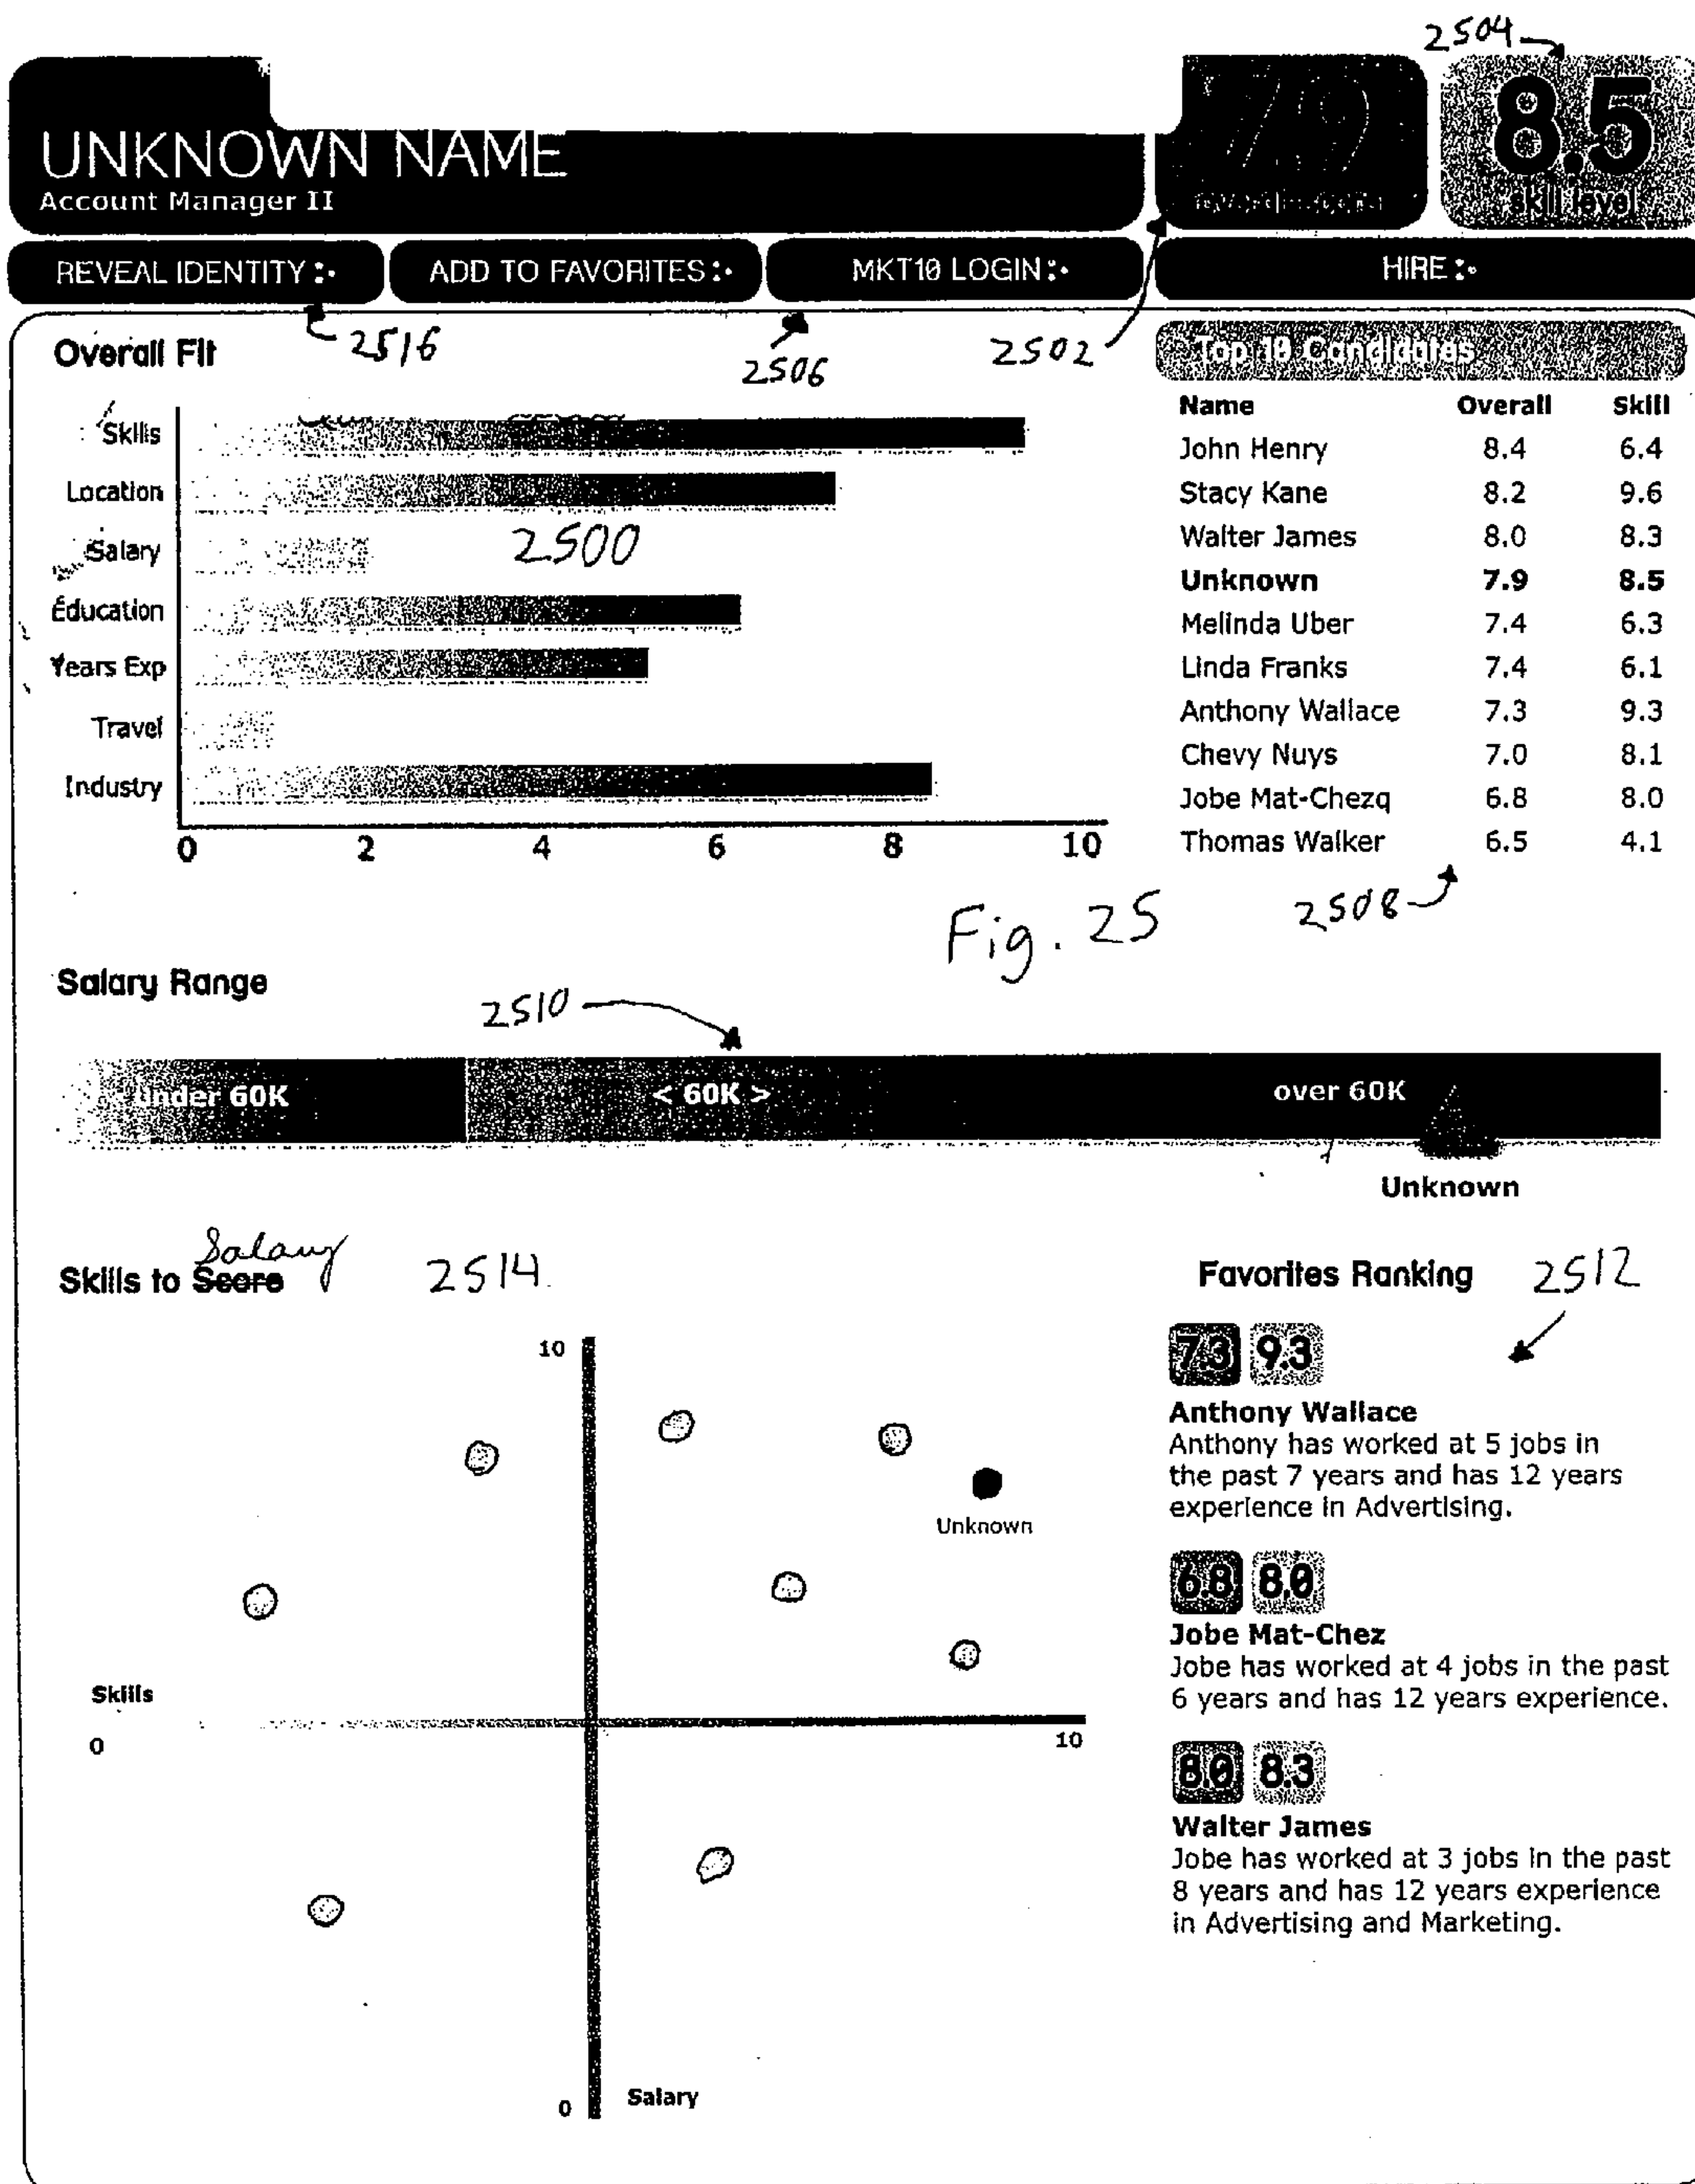 2504
UNKNOWN NAME
Account Manager II
7.9
overall score
8.5
skill level
REVEAL IDENTITY :•
ADD TO FAVORITES :•
MKT10 LOGIN :•
HIRE :•
2516
2506
2502
Overall Fit
Skills
Location
Salary
Education
Years Exp
Travel
Industry
2500
0 2 4 6 8 10
Top 10 Candidates
Name Overall Skill
John Henry 8.4 6.4
Stacy Kane 8.2 9.6
Walter James 8.0 8.3
Unknown 7.9 8.5
Melinda Uber 7.4 6.3
Linda Franks 7.4 6.1
Anthony Wallace 7.3 9.3
Chevy Nuys 7.0 8.1
Jobe Mat-Chezq 6.8 8.0
Thomas Walker 6.5 4.1
2508
Fig. 25
Salary Range
2510
under 60K
< 60K >
over 60K
Unknown
Salary
Skills to Score
2514
10
Unknown
Skills
0
10
0
Salary
Favorites Ranking
2512
7.3 9.3
Anthony Wallace
Anthony has worked at 5 jobs in
the past 7 years and has 12 years
experience in Advertising.
6.8 8.0
Jobe Mat-Chez
Jobe has worked at 4 jobs in the past
6 years and has 12 years experience.
8.0 8.3
Walter James
Jobe has worked at 3 jobs in the past
8 years and has 12 years experience
in Advertising and Marketing.